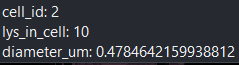 cell_id: 2
lys_in_cell: 10
diameter_um: 0.4784642159938812